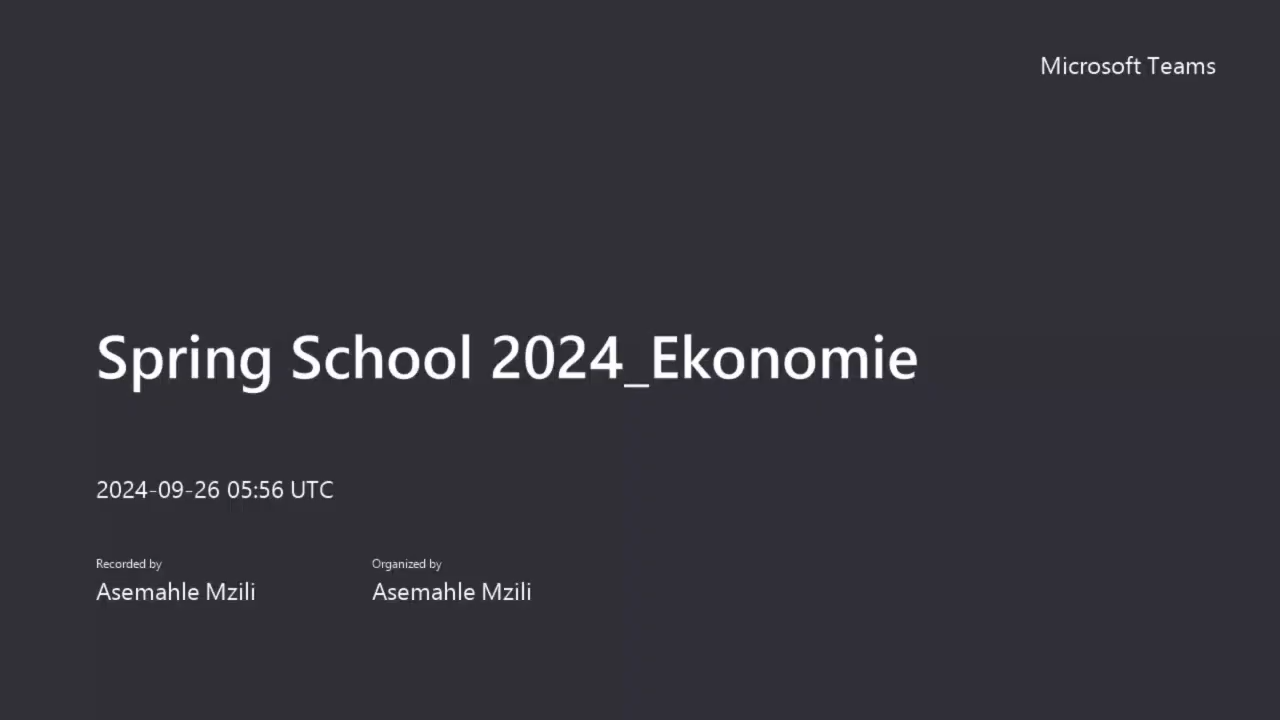 Microsoft Teams
Spring School 2024_Ekonomie
2024-09-26 05:56 UTC
Recorded by
Asemahle Mzili
Organized by
Asemahle Mzili